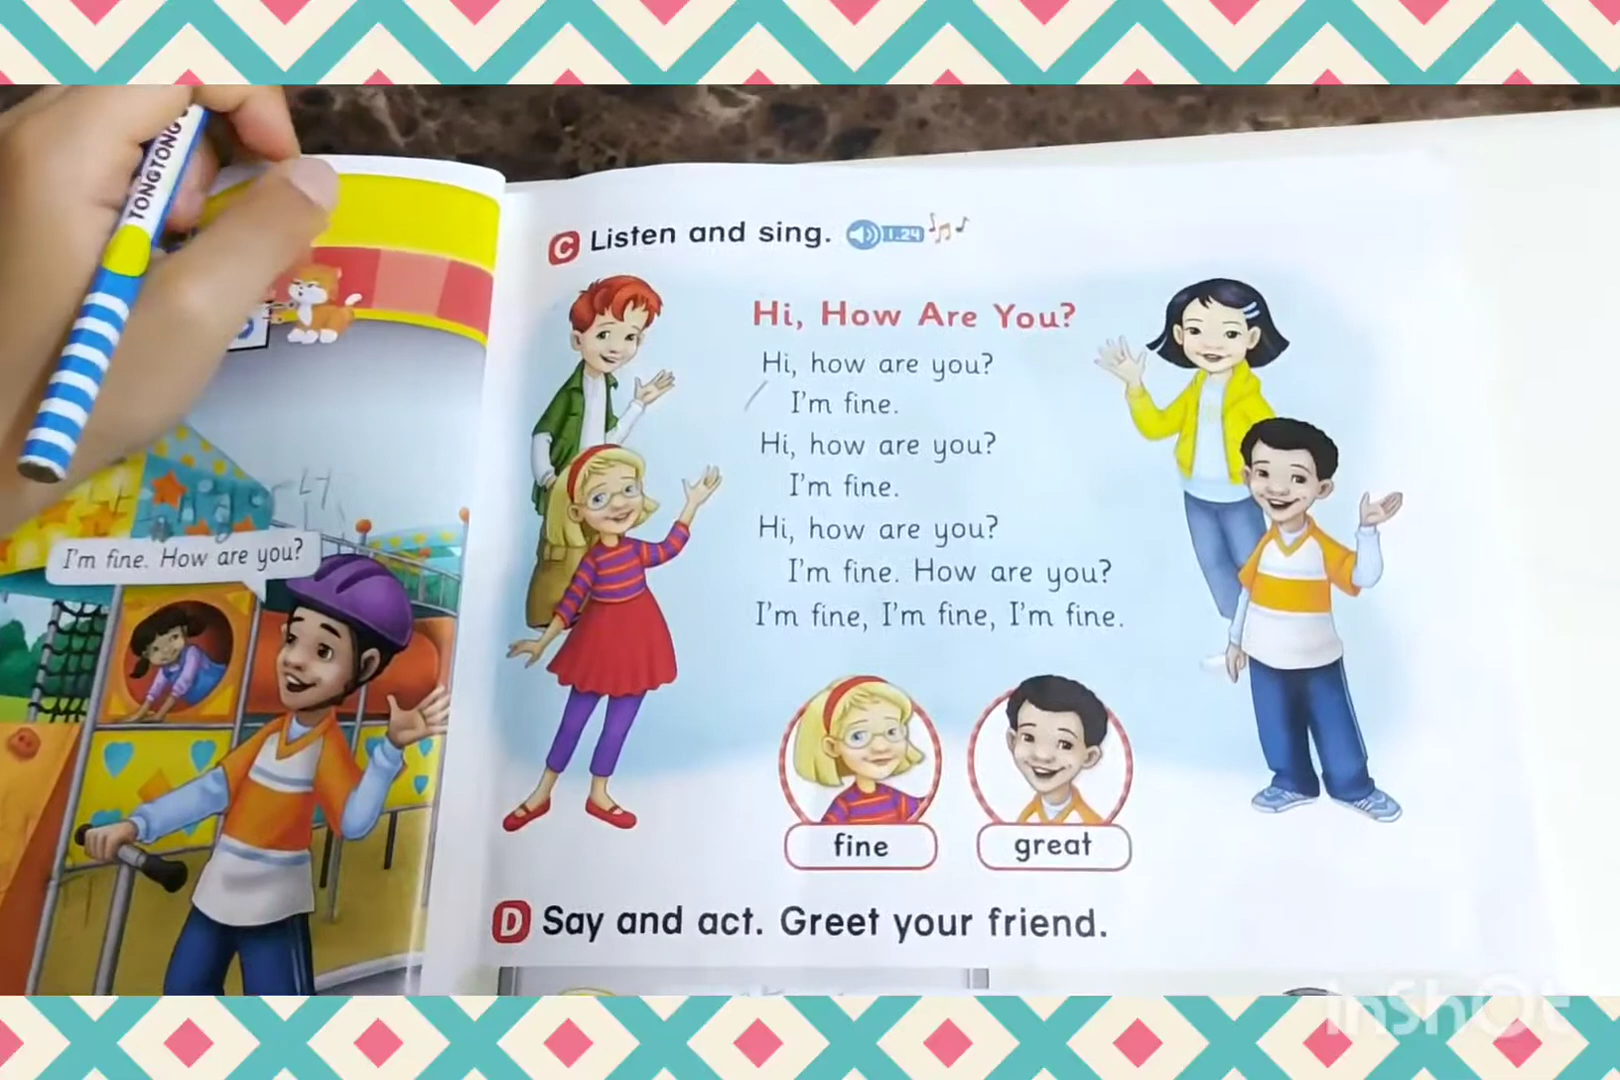 TONGTONG
I'm fine. How are you?
C Listen and sing. 1.24
Hi, How Are You?
Hi, how are you?
I'm fine.
Hi, how are you?
I'm fine.
Hi, how are you?
I'm fine. How are you?
I'm fine, I'm fine, I'm fine.
fine
great
D Say and act. Greet your friend.
InShOt